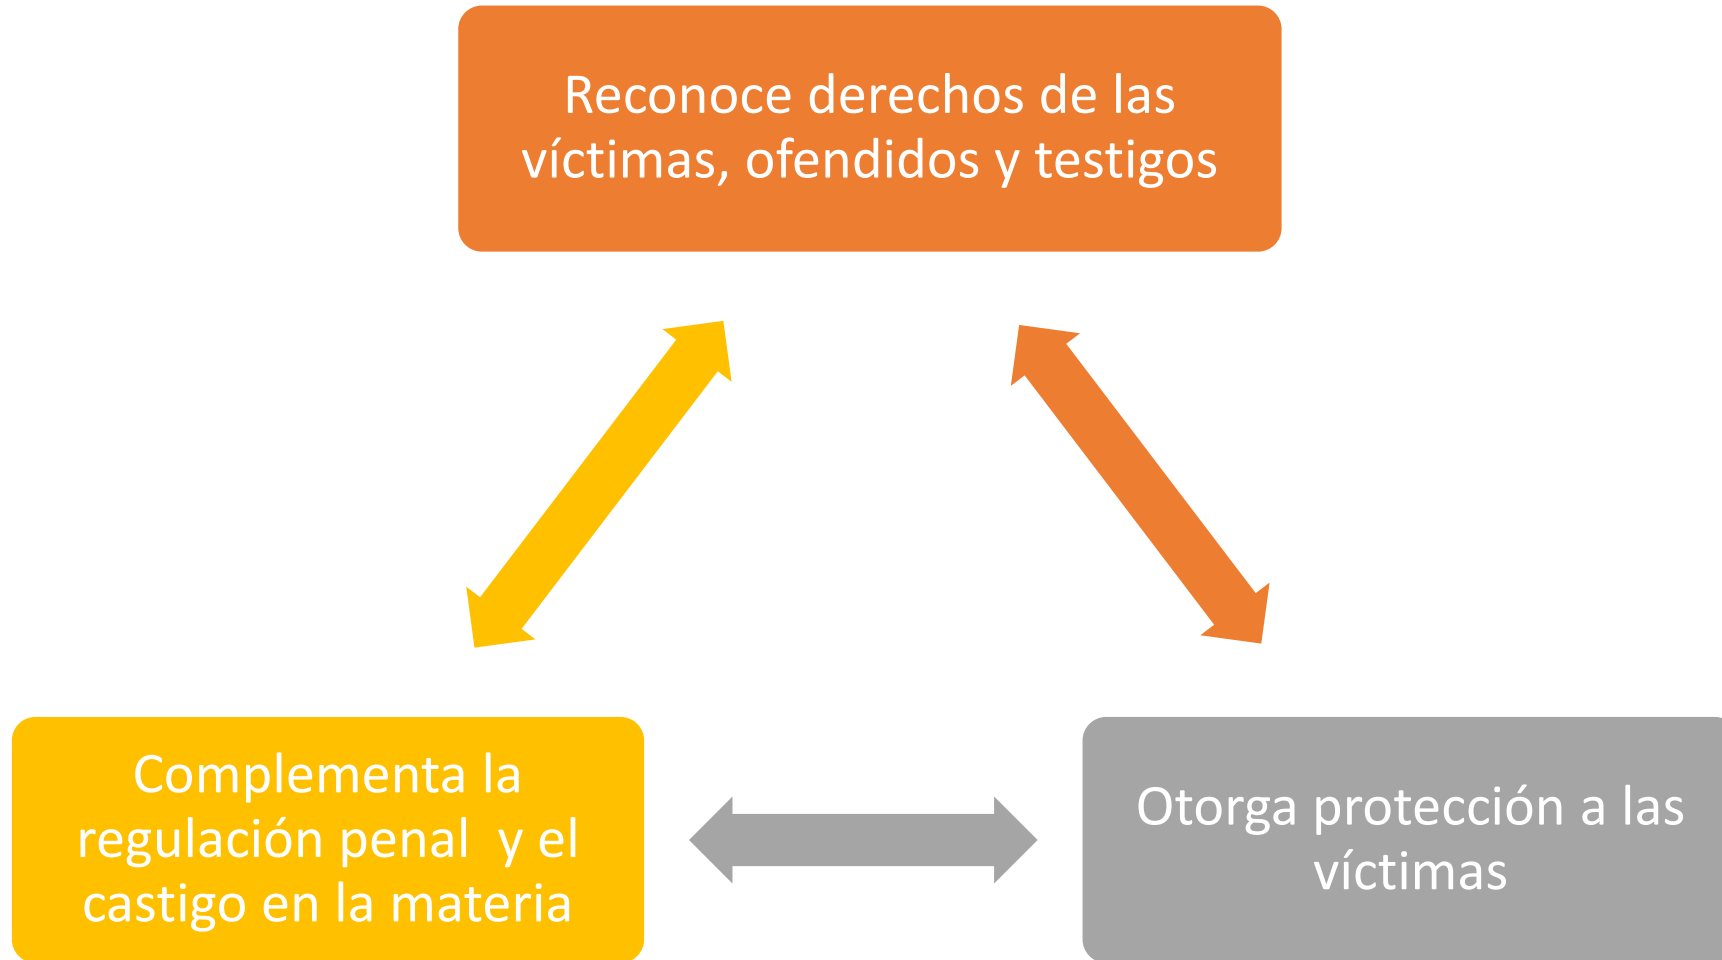 Reconoce derechos de las
víctimas, ofendidos y testigos
Complementa la
regulación penal  y el
castigo en la materia
Otorga protección a las
víctimas